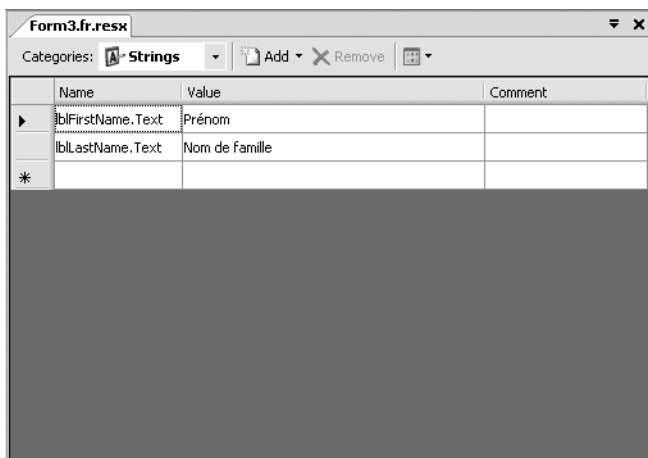 Form3.fr.resx
Categories: Strings Add Remove
Name Value Comment
lblFirstName.Text Prénom
lblLastName.Text Nom de famille